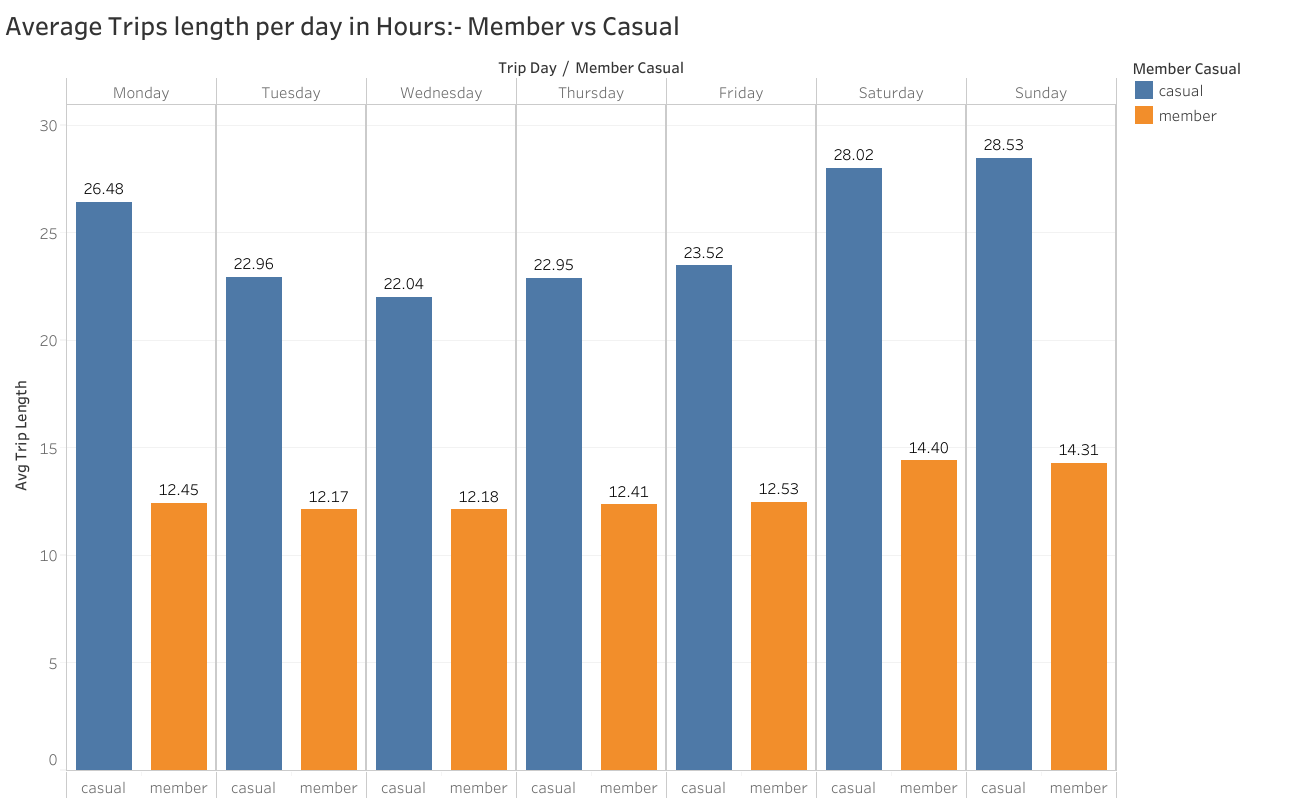 Average Trips length per day in Hours:- Member vs Casual
Trip Day / Member Casual
Monday Tuesday Wednesday Thursday Friday Saturday Sunday
Member Casual
casual
member
30
25
20
15
10
5
0
Avg Trip Length
26.48 12.45 22.96 12.17 22.04 12.18 22.95 12.41 23.52 12.53 28.02 14.40 28.53 14.31
casual member casual member casual member casual member casual member casual member casual member